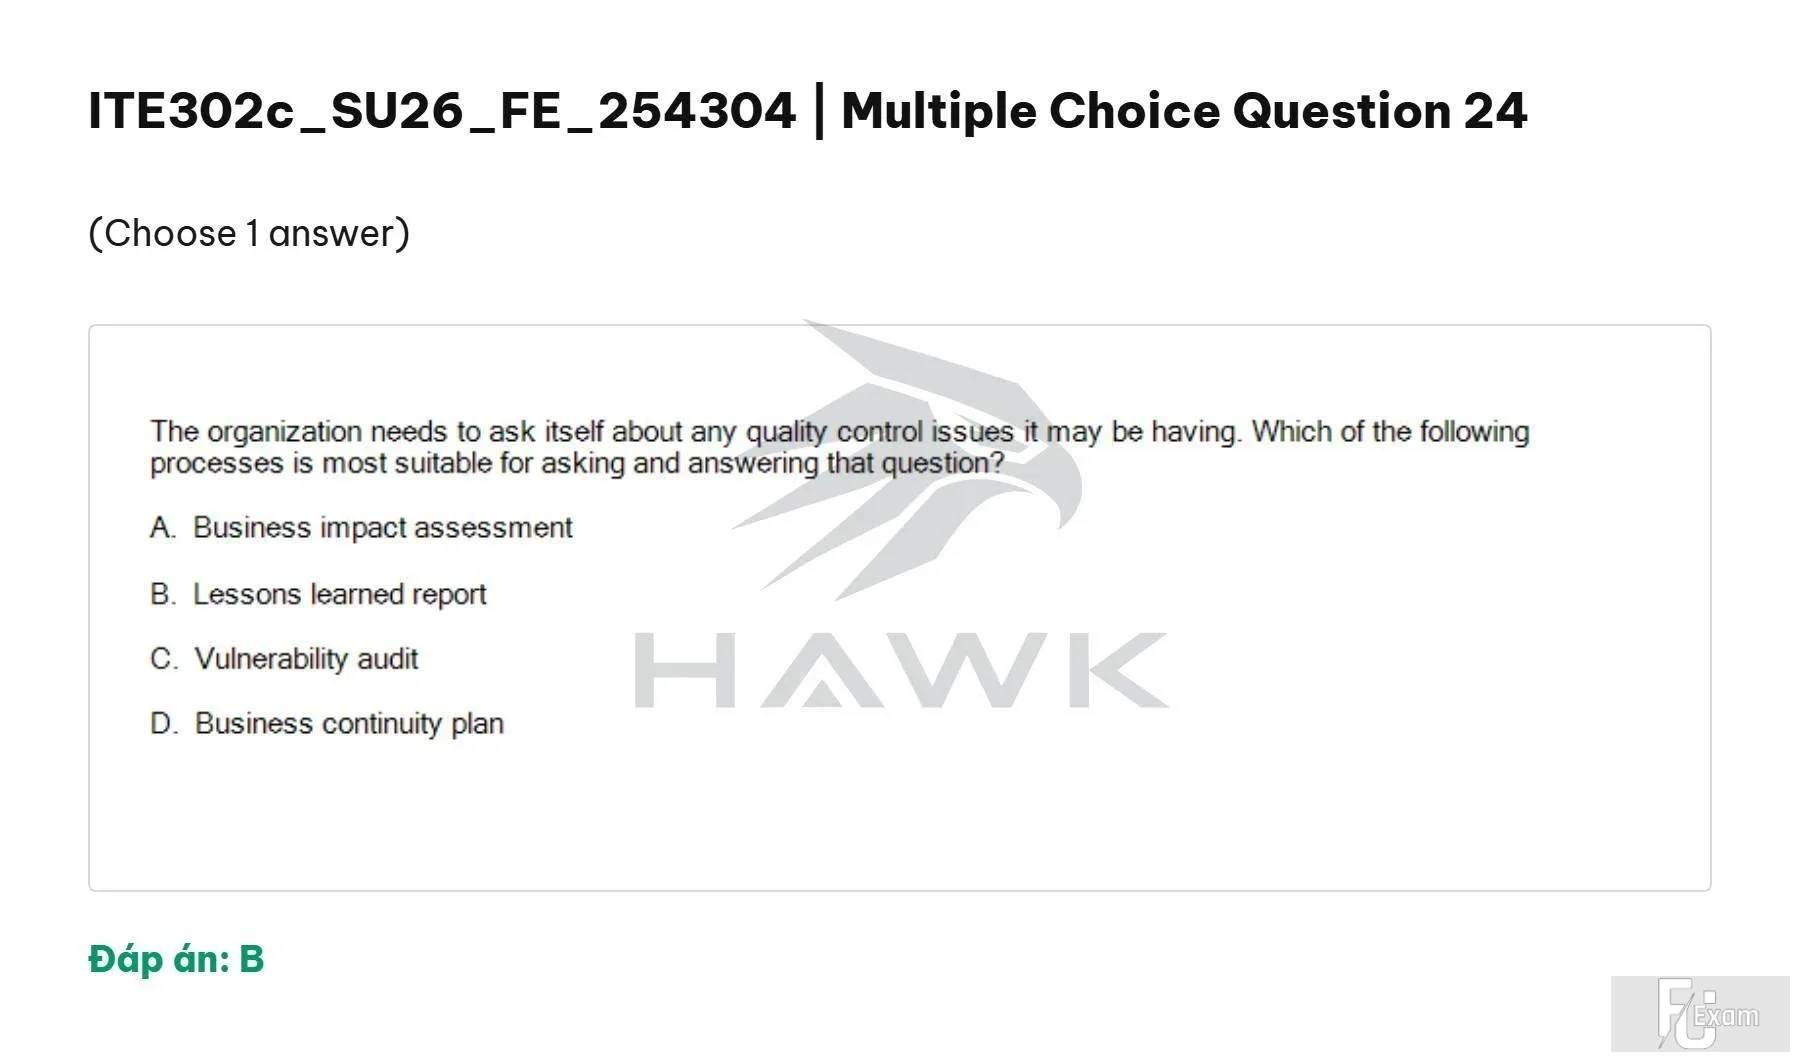 ITE302c_SU26_FE_254304 | Multiple Choice Question 24
(Choose 1 answer)
The organization needs to ask itself about any quality control issues it may be having. Which of the following
processes is most suitable for asking and answering that question?
A. Business impact assessment
B. Lessons learned report
C. Vulnerability audit
D. Business continuity plan
HAWK
Đáp án: B
FU Exam